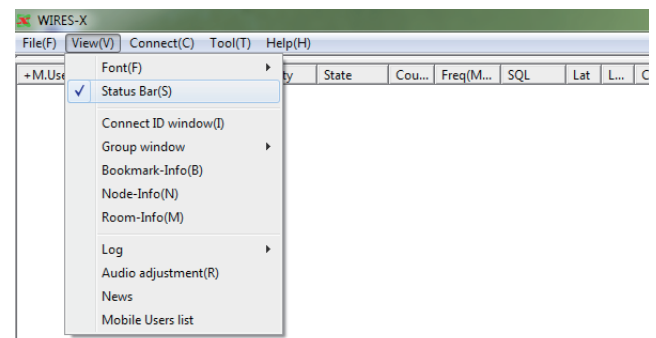 WIRES-X
File(F) View(V) Connect(C) Tool(T) Help(H)
+M.Use ty State Cou... Freq(M... SQL Lat L... C
Font(F)
Status Bar(S)
Connect ID window(I)
Group window
Bookmark-Info(B)
Node-Info(N)
Room-Info(M)
Log
Audio adjustment(R)
News
Mobile Users list